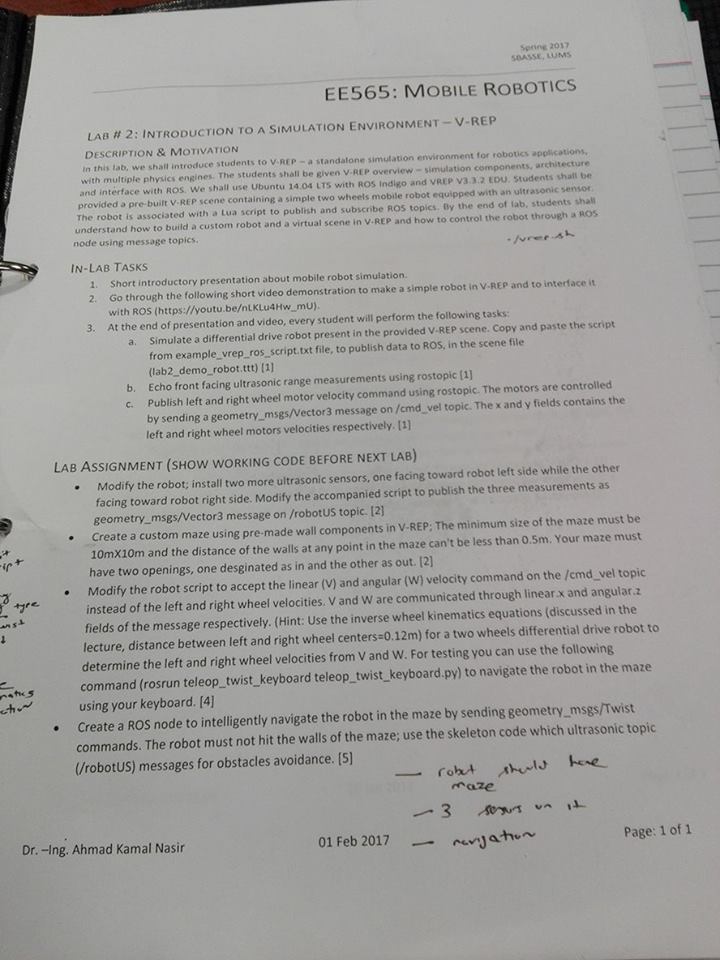 Spring 2017
SBASSE, LUMS
EE565: MOBILE ROBOTICS
LAB # 2: INTRODUCTION TO A SIMULATION ENVIRONMENT – V-REP
DESCRIPTION & MOTIVATION
In this lab, we shall introduce students to V-REP – a standalone simulation environment for robotics applications,
with multiple physics engines. The students shall be given V-REP overview – simulation components, architecture
and interface with ROS. We shall use Ubuntu 14.04 LTS with ROS Indigo and VREP V3.3.2 EDU. Students shall be
provided a pre-built V-REP scene containing a simple two wheels mobile robot equipped with an ultrasonic sensor.
The robot is associated with a Lua script to publish and subscribe ROS topics. By the end of lab, students shall
understand how to build a custom robot and a virtual scene in V-REP and how to control the robot through a ROS
node using message topics.
./vrep.sh
IN-LAB TASKS
1. Short introductory presentation about mobile robot simulation.
2. Go through the following short video demonstration to make a simple robot in V-REP and to interface it
with ROS (https://youtu.be/nLKLu4Hw_mU).
3. At the end of presentation and video, every student will perform the following tasks:
a. Simulate a differential drive robot present in the provided V-REP scene. Copy and paste the script
from example_vrep_ros_script.txt file, to publish data to ROS, in the scene file
(lab2_demo_robot.ttt) [1]
b. Echo front facing ultrasonic range measurements using rostopic [1]
c. Publish left and right wheel motor velocity command using rostopic. The motors are controlled
by sending a geometry_msgs/Vector3 message on /cmd_vel topic. The x and y fields contains the
left and right wheel motors velocities respectively. [1]
LAB ASSIGNMENT (SHOW WORKING CODE BEFORE NEXT LAB)
• Modify the robot; install two more ultrasonic sensors, one facing toward robot left side while the other
facing toward robot right side. Modify the accompanied script to publish the three measurements as
geometry_msgs/Vector3 message on /robotUS topic. [2]
• Create a custom maze using pre-made wall components in V-REP; The minimum size of the maze must be
10mX10m and the distance of the walls at any point in the maze can't be less than 0.5m. Your maze must
have two openings, one desginated as in and the other as out. [2]
• Modify the robot script to accept the linear (V) and angular (W) velocity command on the /cmd_vel topic
instead of the left and right wheel velocities. V and W are communicated through linear.x and angular.z
fields of the message respectively. (Hint: Use the inverse wheel kinematics equations (discussed in the
lecture, distance between left and right wheel centers=0.12m) for a two wheels differential drive robot to
determine the left and right wheel velocities from V and W. For testing you can use the following
command (rosrun teleop_twist_keyboard teleop_twist_keyboard.py) to navigate the robot in the maze
using your keyboard. [4]
• Create a ROS node to intelligently navigate the robot in the maze by sending geometry_msgs/Twist
commands. The robot must not hit the walls of the maze; use the skeleton code which ultrasonic topic
(/robotUS) messages for obstacles avoidance. [5]
— robot should have
maze
— 3 sensors on it
— navigation
Dr. –Ing. Ahmad Kamal Nasir
01 Feb 2017
Page: 1 of 1